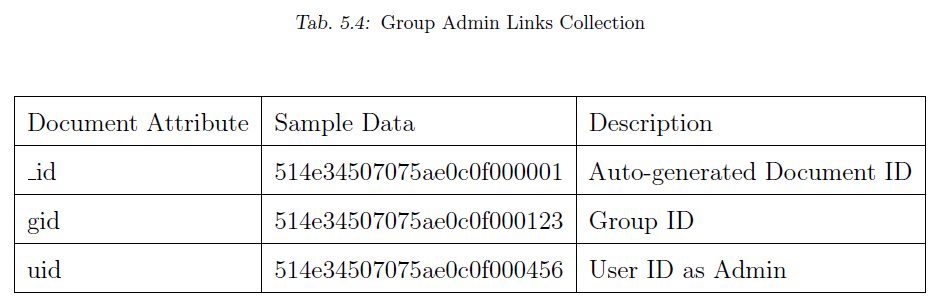 Tab. 5.4: Group Admin Links Collection
Document Attribute Sample Data Description
_id 514e34507075ae0c0f000001 Auto-generated Document ID
gid 514e34507075ae0c0f000123 Group ID
uid 514e34507075ae0c0f000456 User ID as Admin